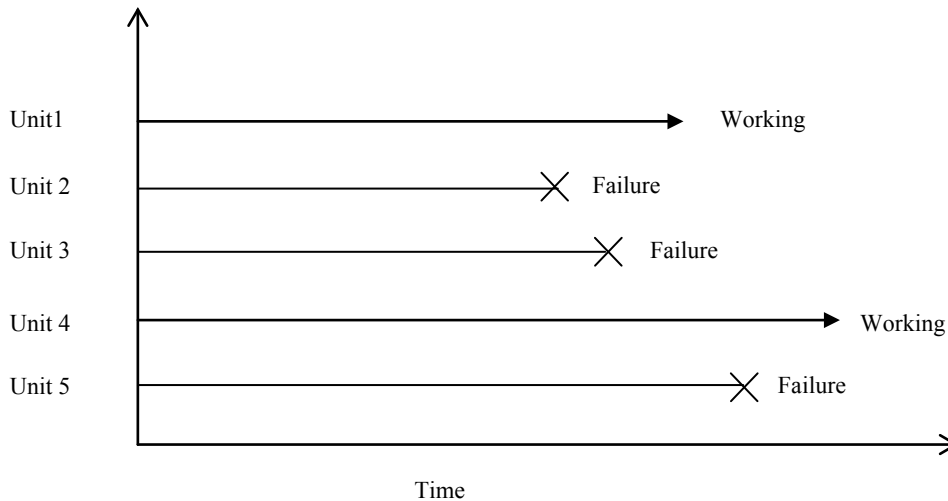 Unit1
Working
Unit 2
Failure
Unit 3
Failure
Unit 4
Working
Unit 5
Failure
Time